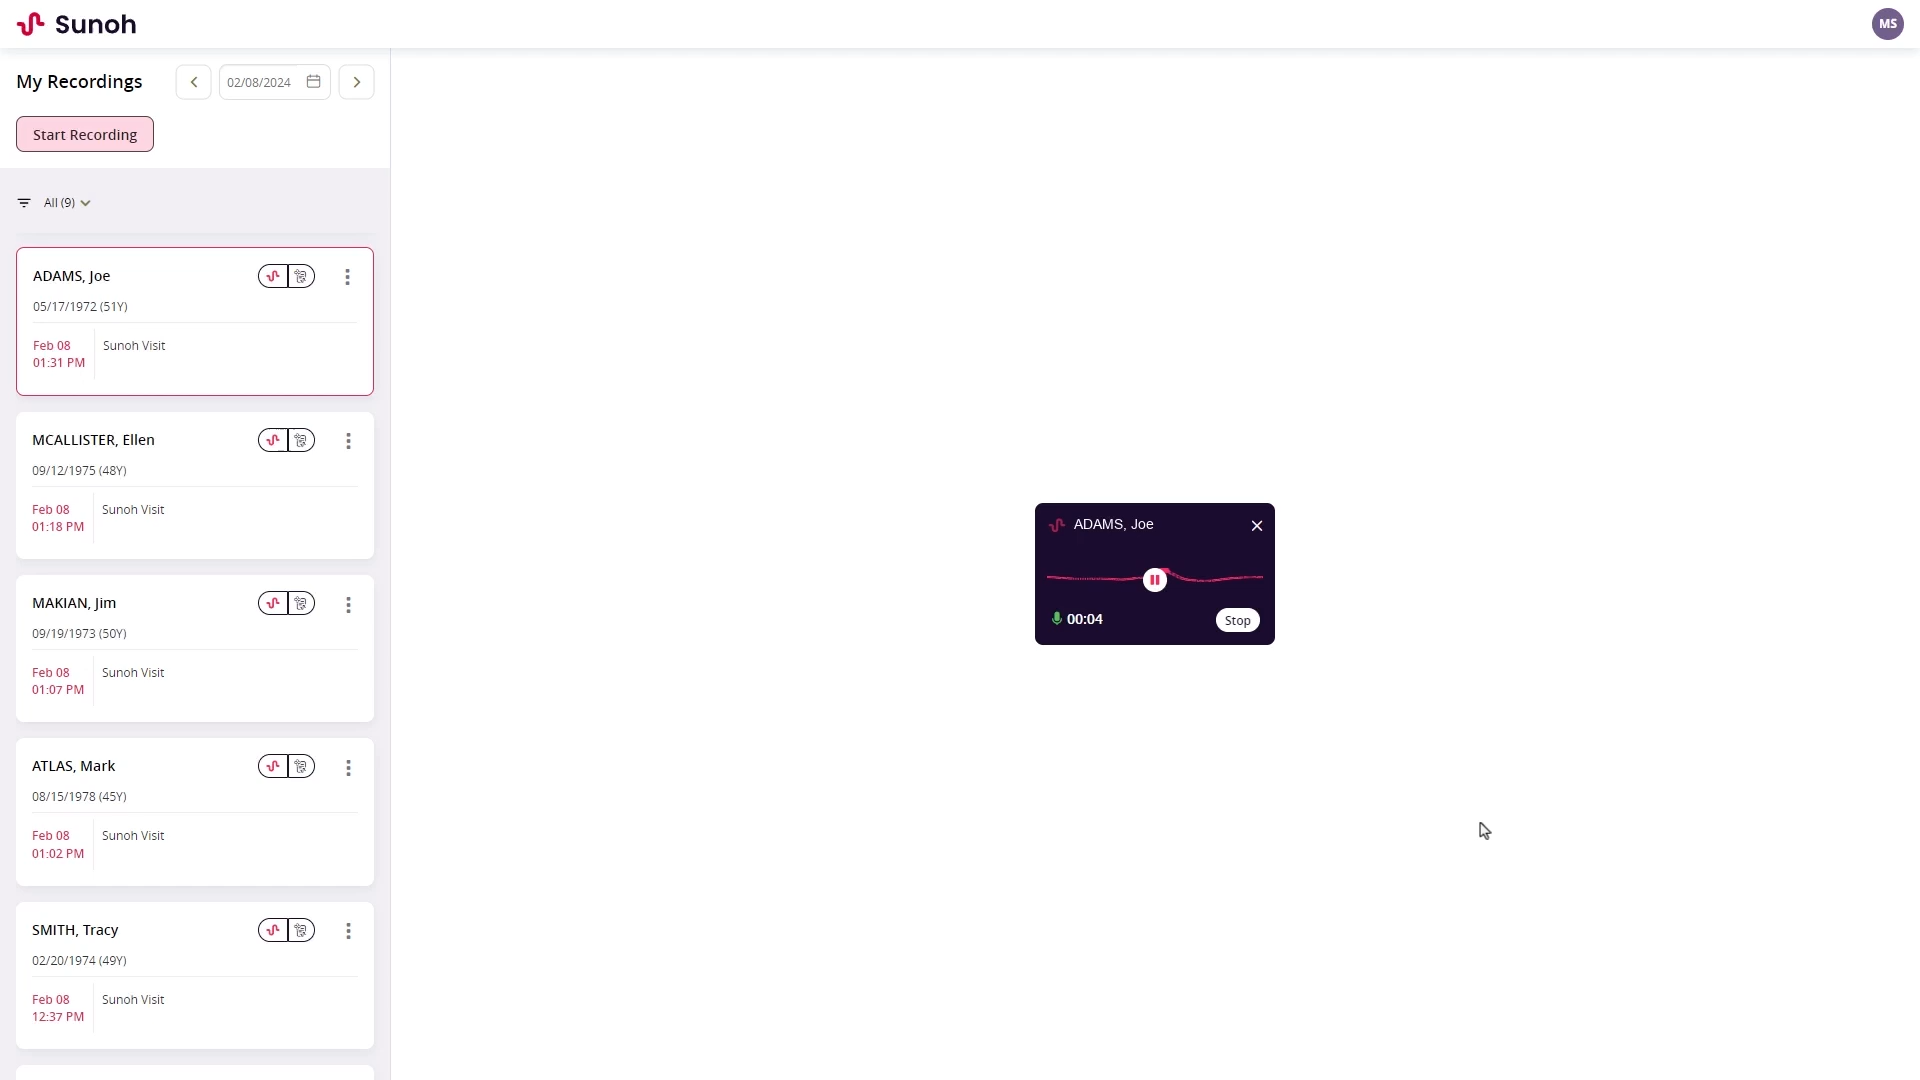 Sunoh
MS
My Recordings
02/08/2024
Start Recording
All (9)
ADAMS, Joe
05/17/1972 (51Y)
Feb 08
01:31 PM
Sunoh Visit
MCALLISTER, Ellen
09/12/1975 (48Y)
Feb 08
01:18 PM
Sunoh Visit
MAKIAN, Jim
09/19/1973 (50Y)
Feb 08
01:07 PM
Sunoh Visit
ATLAS, Mark
08/15/1978 (45Y)
Feb 08
01:02 PM
Sunoh Visit
SMITH, Tracy
02/20/1974 (49Y)
Feb 08
12:37 PM
Sunoh Visit
ADAMS, Joe
00:04
Stop